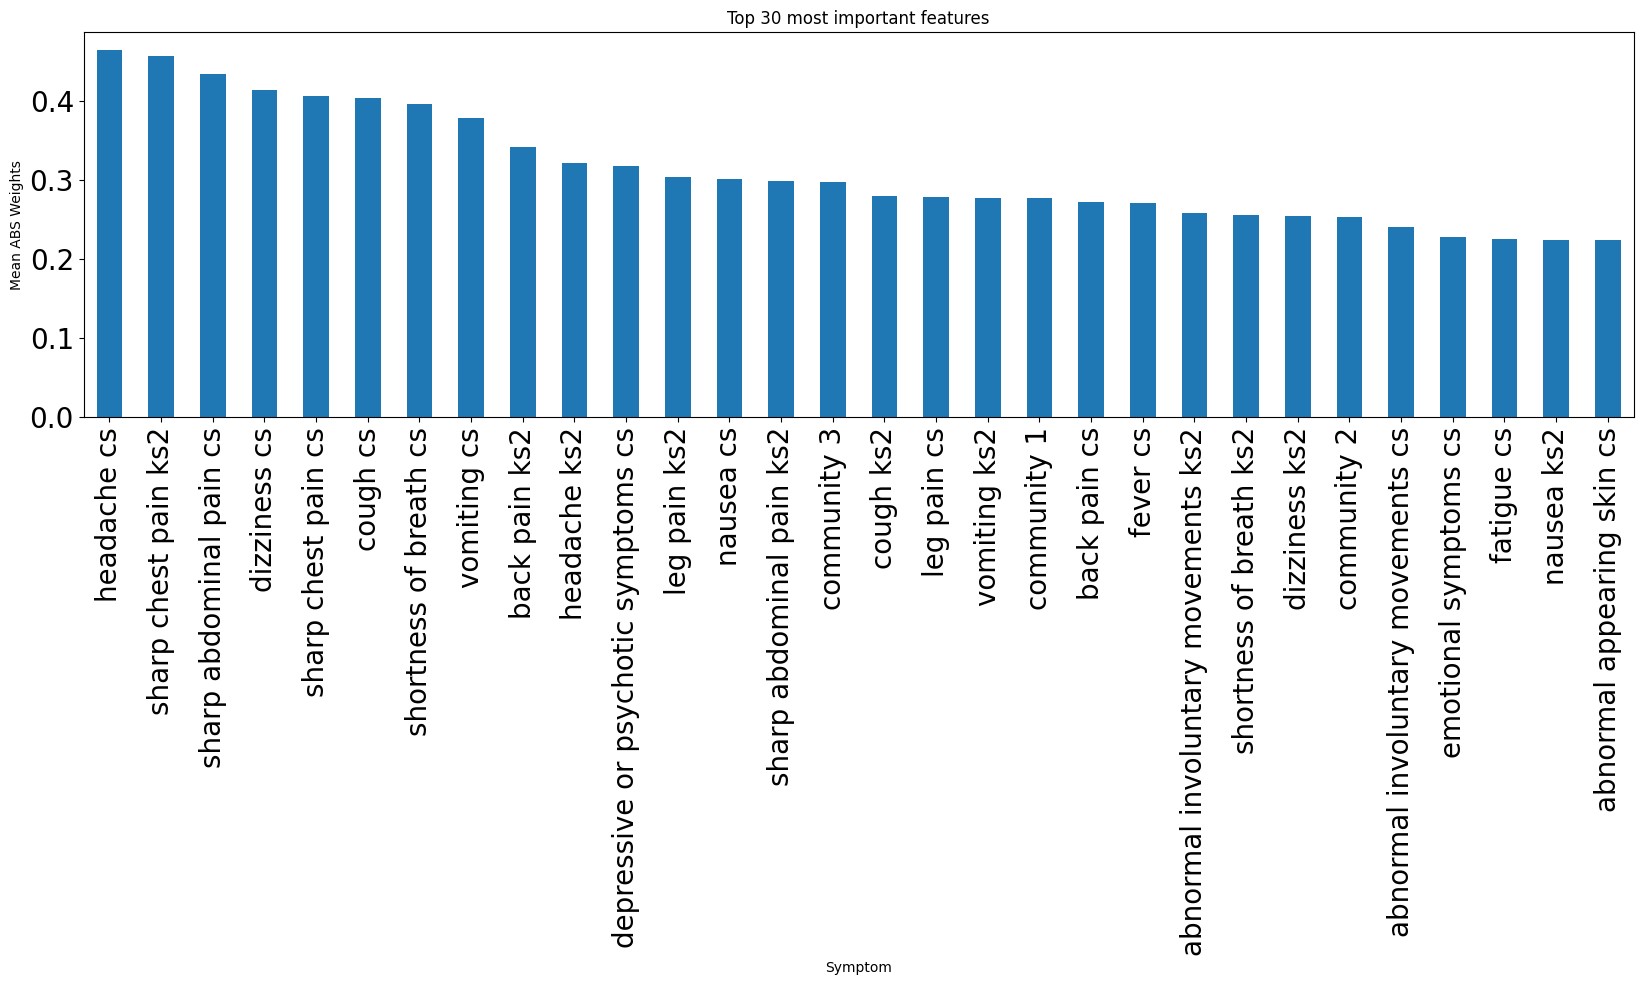 Top 30 most important features
Mean ABS Weights
0.4
0.3
0.2
0.1
0.0
headache cs
sharp chest pain ks2
sharp abdominal pain cs
dizziness cs
sharp chest pain cs
cough cs
shortness of breath cs
vomiting cs
back pain ks2
headache ks2
depressive or psychotic symptoms cs
leg pain ks2
nausea cs
sharp abdominal pain ks2
community 3
cough ks2
leg pain cs
vomiting ks2
community 1
back pain cs
fever cs
abnormal involuntary movements ks2
shortness of breath ks2
dizziness ks2
community 2
abnormal involuntary movements cs
emotional symptoms cs
fatigue cs
nausea ks2
abnormal appearing skin cs
Symptom